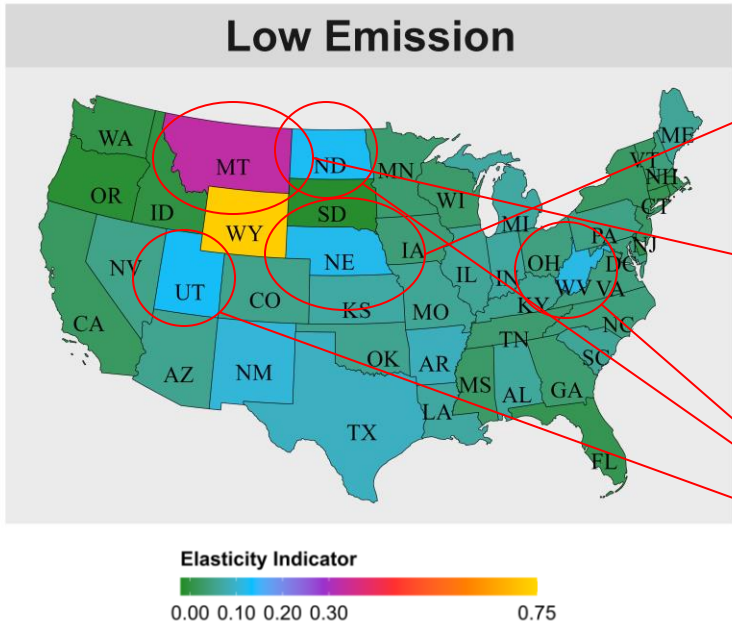 Low Emission
WA
MT
ND
MN
ME
VT
NH
OR
ID
SD
WI
MI
CT
WY
IA
PA
NJ
NV
UT
NE
IL
IN
OH
DC
CO
WV
VA
CA
KS
MO
KY
AZ
NM
OK
AR
TN
NC
SC
MS
AL
GA
TX
LA
FL
Elasticity Indicator
0.00 0.10 0.20 0.30 0.75